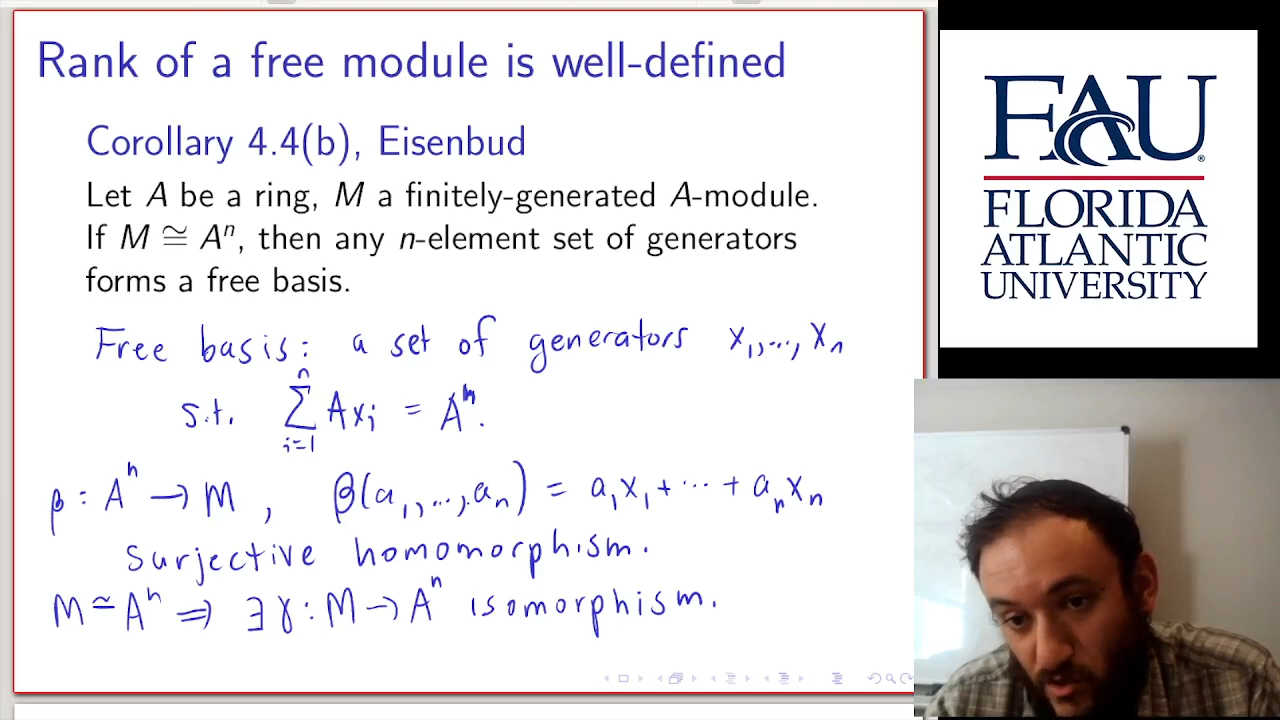 Rank of a free module is well-defined
Corollary 4.4(b), Eisenbud
Let A be a ring, M a finitely-generated A-module.
If M ≅ Aⁿ, then any n-element set of generators
forms a free basis.
Free basis: a set of generators x₁,...,xₙ
s.t. ∑ᵢ₌₁ⁿ Axᵢ = Aⁿ.
β : Aⁿ → M, β(a₁,...,aₙ) = a₁x₁ + ⋯ + aₙxₙ
surjective homomorphism.
M ≅ Aⁿ ⇒ ∃ γ : M → Aⁿ isomorphism.
FAU
FLORIDA
ATLANTIC
UNIVERSITY